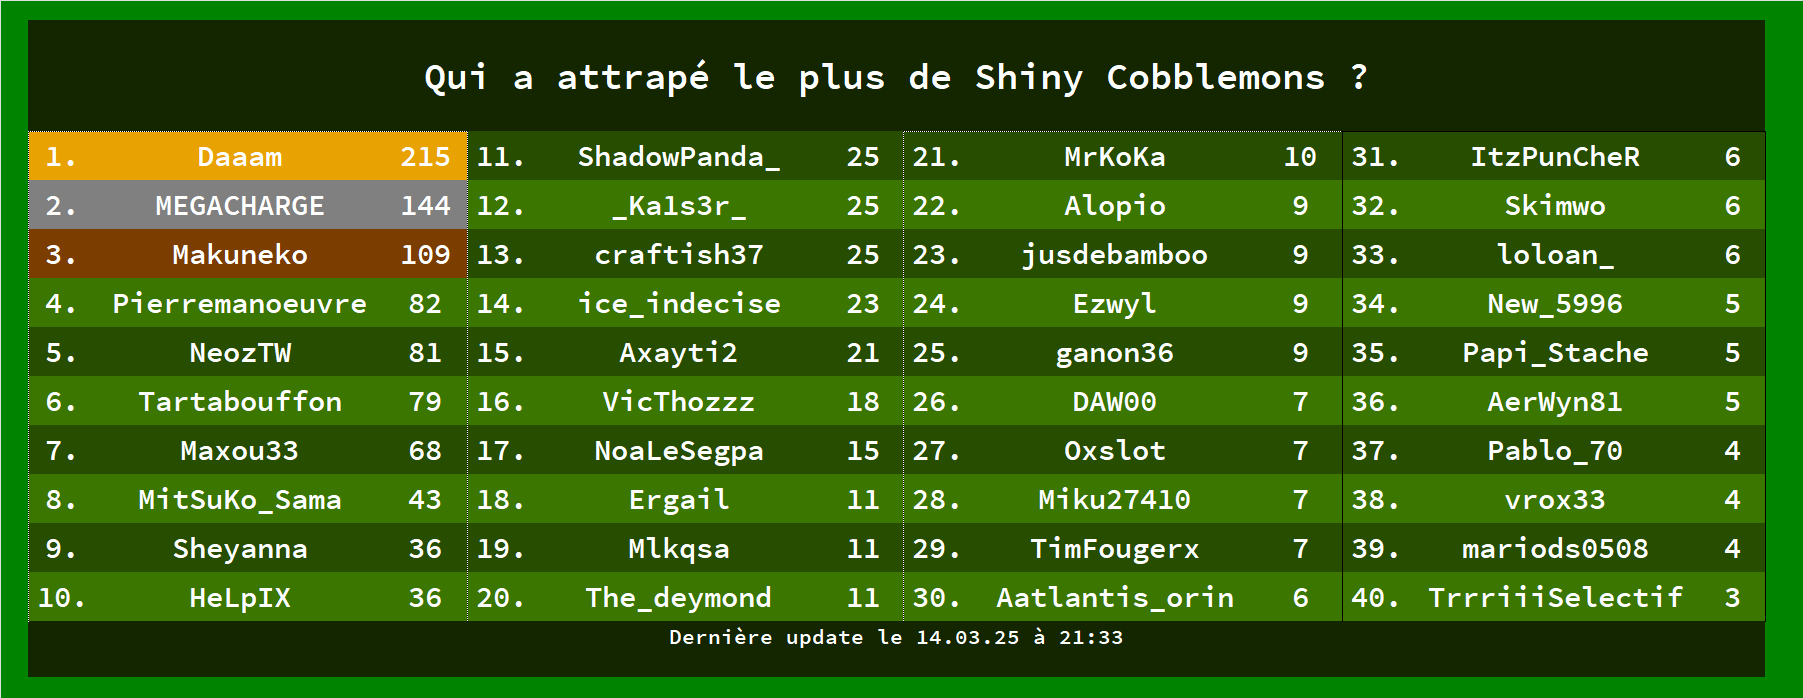 Qui a attrapé le plus de Shiny Cobblemons ?
1. Daaam 215
2. MEGACHARGE 144
3. Makuneko 109
4. Pierremanoeuvre 82
5. NeozTW 81
6. Tartabouffon 79
7. Maxou33 68
8. MitSuKo_Sama 43
9. Sheyanna 36
10. HeLpIX 36
11. ShadowPanda_ 25
12. _Ka1s3r_ 25
13. craftish37 25
14. ice_indecise 23
15. Axayti2 21
16. VicThozzz 18
17. NoaLeSegpa 15
18. Ergail 11
19. Mlkqsa 11
20. The_deymond 11
21. MrKoKa 10
22. Alopio 9
23. jusdebamboo 9
24. Ezwyl 9
25. ganon36 9
26. DAW00 7
27. Oxslot 7
28. Miku27410 7
29. TimFougerx 7
30. Aatlantis_orin 6
31. ItzPunCheR 6
32. Skimwo 6
33. loloan_ 6
34. New_5996 5
35. Papi_Stache 5
36. AerWyn81 5
37. Pablo_70 4
38. vrox33 4
39. mariods0508 4
40. TrrriiiSelectif 3
Dernière update le 14.03.25 à 21:33